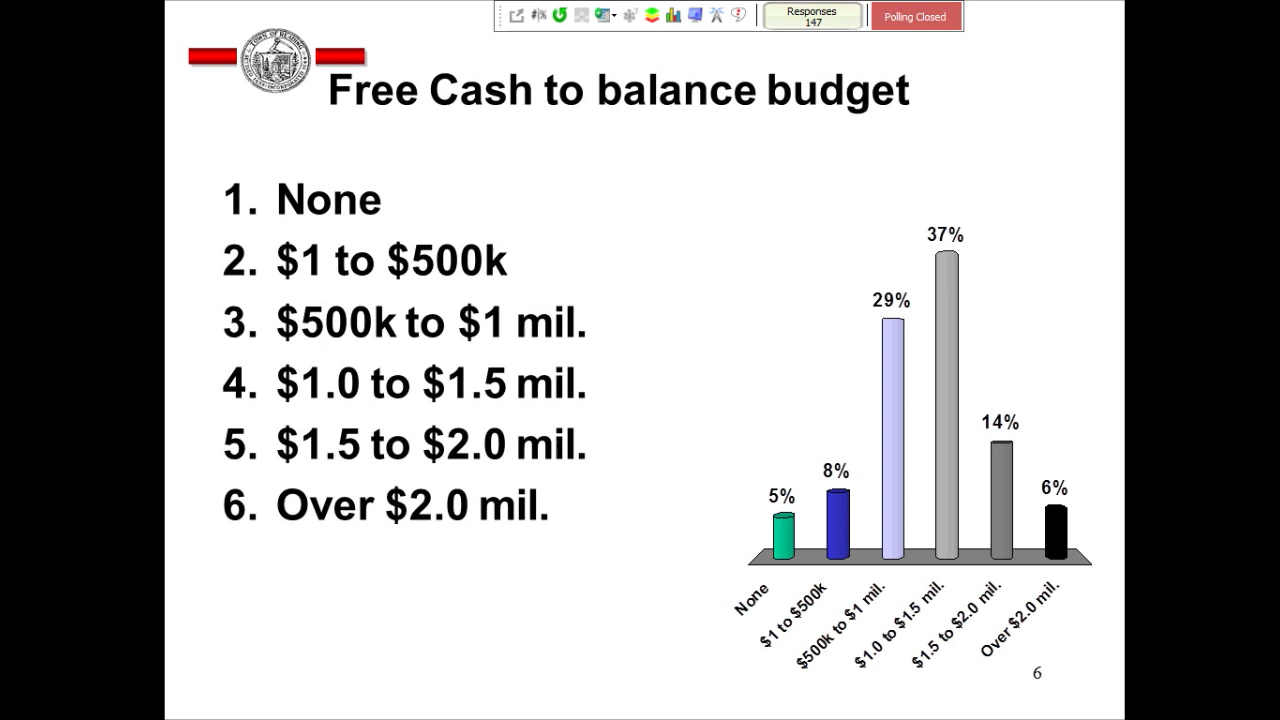 Responses
147
Polling Closed
TOWN OF READING
Free Cash to balance budget
1. None
2. $1 to $500k
3. $500k to $1 mil.
4. $1.0 to $1.5 mil.
5. $1.5 to $2.0 mil.
6. Over $2.0 mil.
5%
8%
29%
37%
14%
6%
None
$1 to $500k
$500k to $1 mil.
$1.0 to $1.5 mil.
$1.5 to $2.0 mil.
Over $2.0 mil.
6